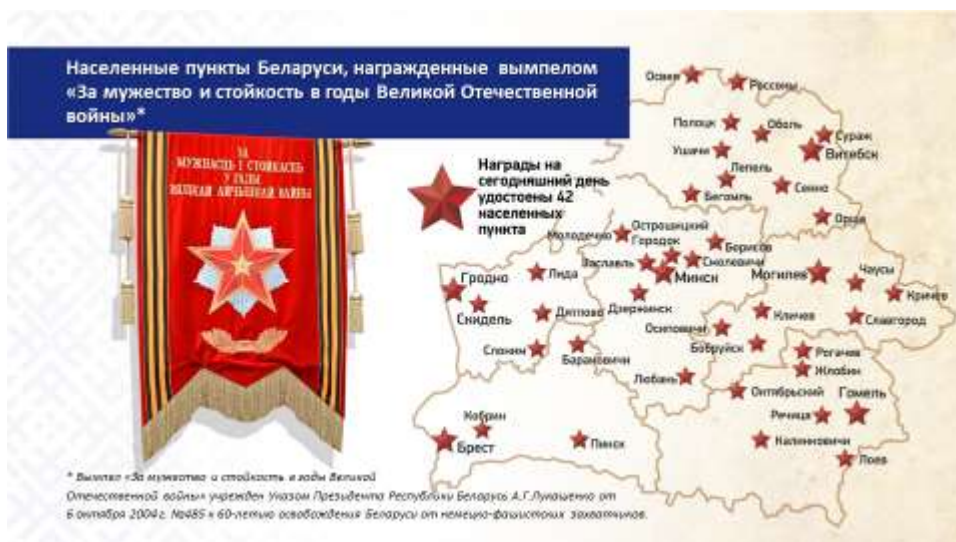 Населенные пункты Беларуси, награжденные вымпелом
«За мужество и стойкость в годы Великой Отечественной
войны»*
ЗА
МУЖНАСЦЬ І СТОЙКАСЦЬ
У ГАДЫ
ВЯЛІКАЙ АЙЧЫННАЙ ВАЙНЫ
Награды на
сегодняшний день
удостоены 42
населенных
пункта
Освея
Россоны
Полоцк
Оболь
Сураж
Ушачи
Витебск
Лепель
Сенно
Бегомль
Орша
Острошицкий
Городок
Молодечно
Борисов
Заславль
Смолевичи
Минск
Могилев
Чаусы
Лида
Гродно
Кричев
Скидель
Дятлово
Дзержинск
Кличев
Славгород
Осиповичи
Слоним
Барановичи
Бобруйск
Рогачев
Жлобин
Любань
Октябрьский
Гомель
Речица
Кобрин
Брест
Пинск
Калинковичи
Лоев
* Вымпел «За мужество и стойкость в годы Великой
Отечественной войны» учрежден Указом Президента Республики Беларусь А.Г.Лукашенко от
6 октября 2004 г. №485 к 60-летию освобождения Беларуси от немецко-фашистских захватчиков.